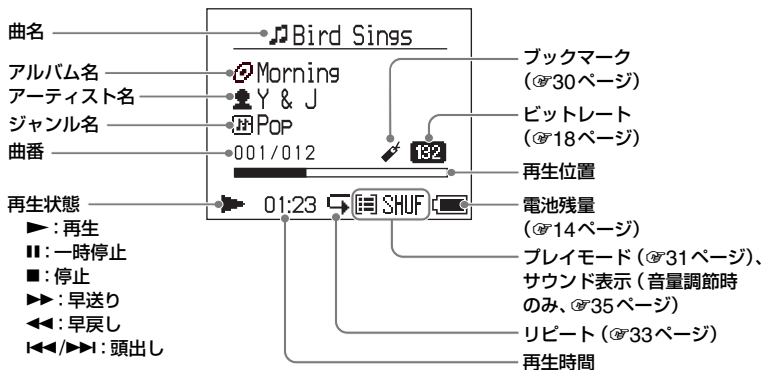 曲名
アルバム名
アーティスト名
ジャンル名
曲番
再生状態
►:再生
II:一時停止
■:停止
►►:早送り
◄◄:早戻し
I◄◄/►►I:頭出し
Bird Sings
Morning
Y & J
Pop
001/012
132
01:23
SHUF
ブックマーク
(☞30ページ)
ビットレート
(☞18ページ)
再生位置
電池残量
(☞14ページ)
プレイモード(☞31ページ)、
サウンド表示(音量調節時
のみ、☞35ページ)
リピート(☞33ページ)
再生時間